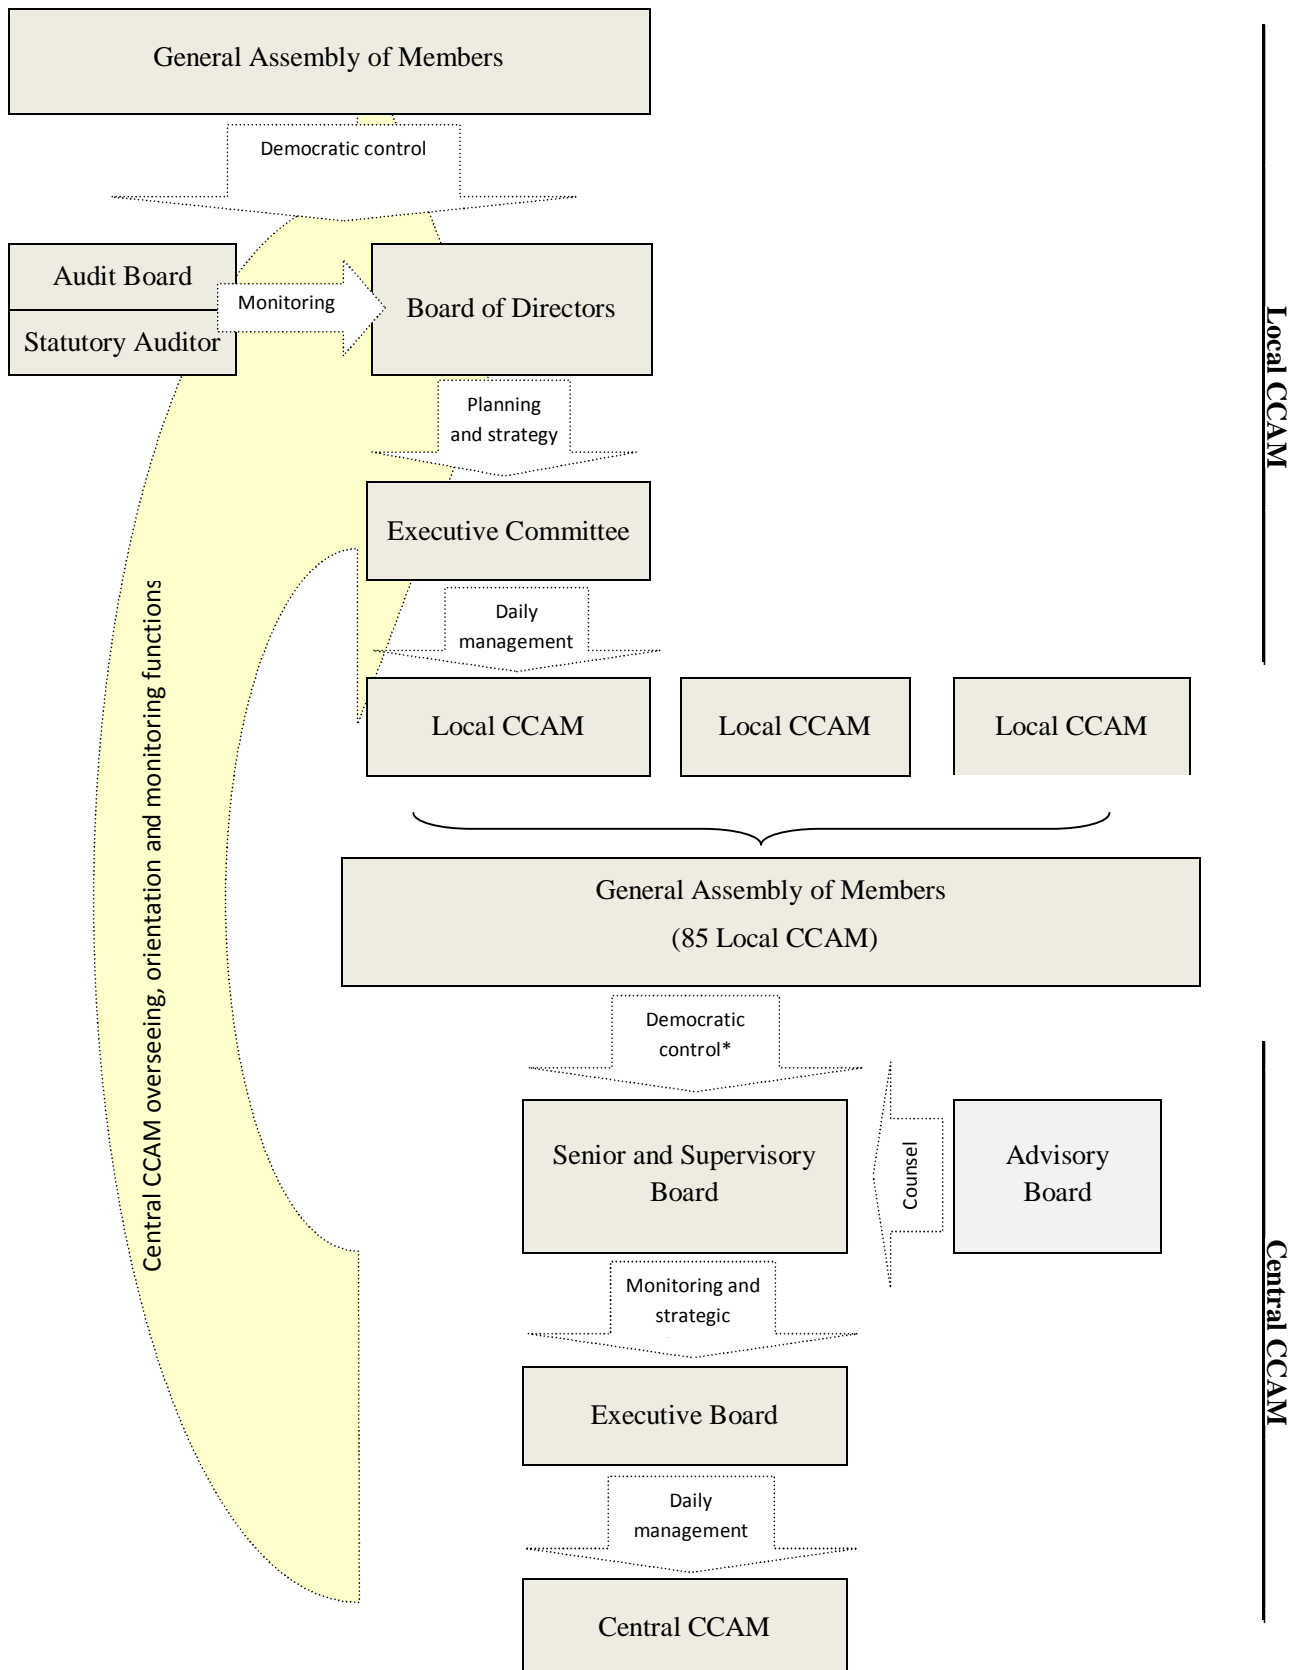 General Assembly of Members
Democratic control
Audit Board
Statutory Auditor
Monitoring
Board of Directors
Planning
and strategy
Executive Committee
Daily
management
Local CCAM
Local CCAM
Local CCAM
Local CCAM
Central CCAM overseeing, orientation and monitoring functions
General Assembly of Members
(85 Local CCAM)
Democratic
control*
Senior and Supervisory
Board
Counsel
Advisory
Board
Monitoring and
strategic
Executive Board
Daily
management
Central CCAM
Central CCAM